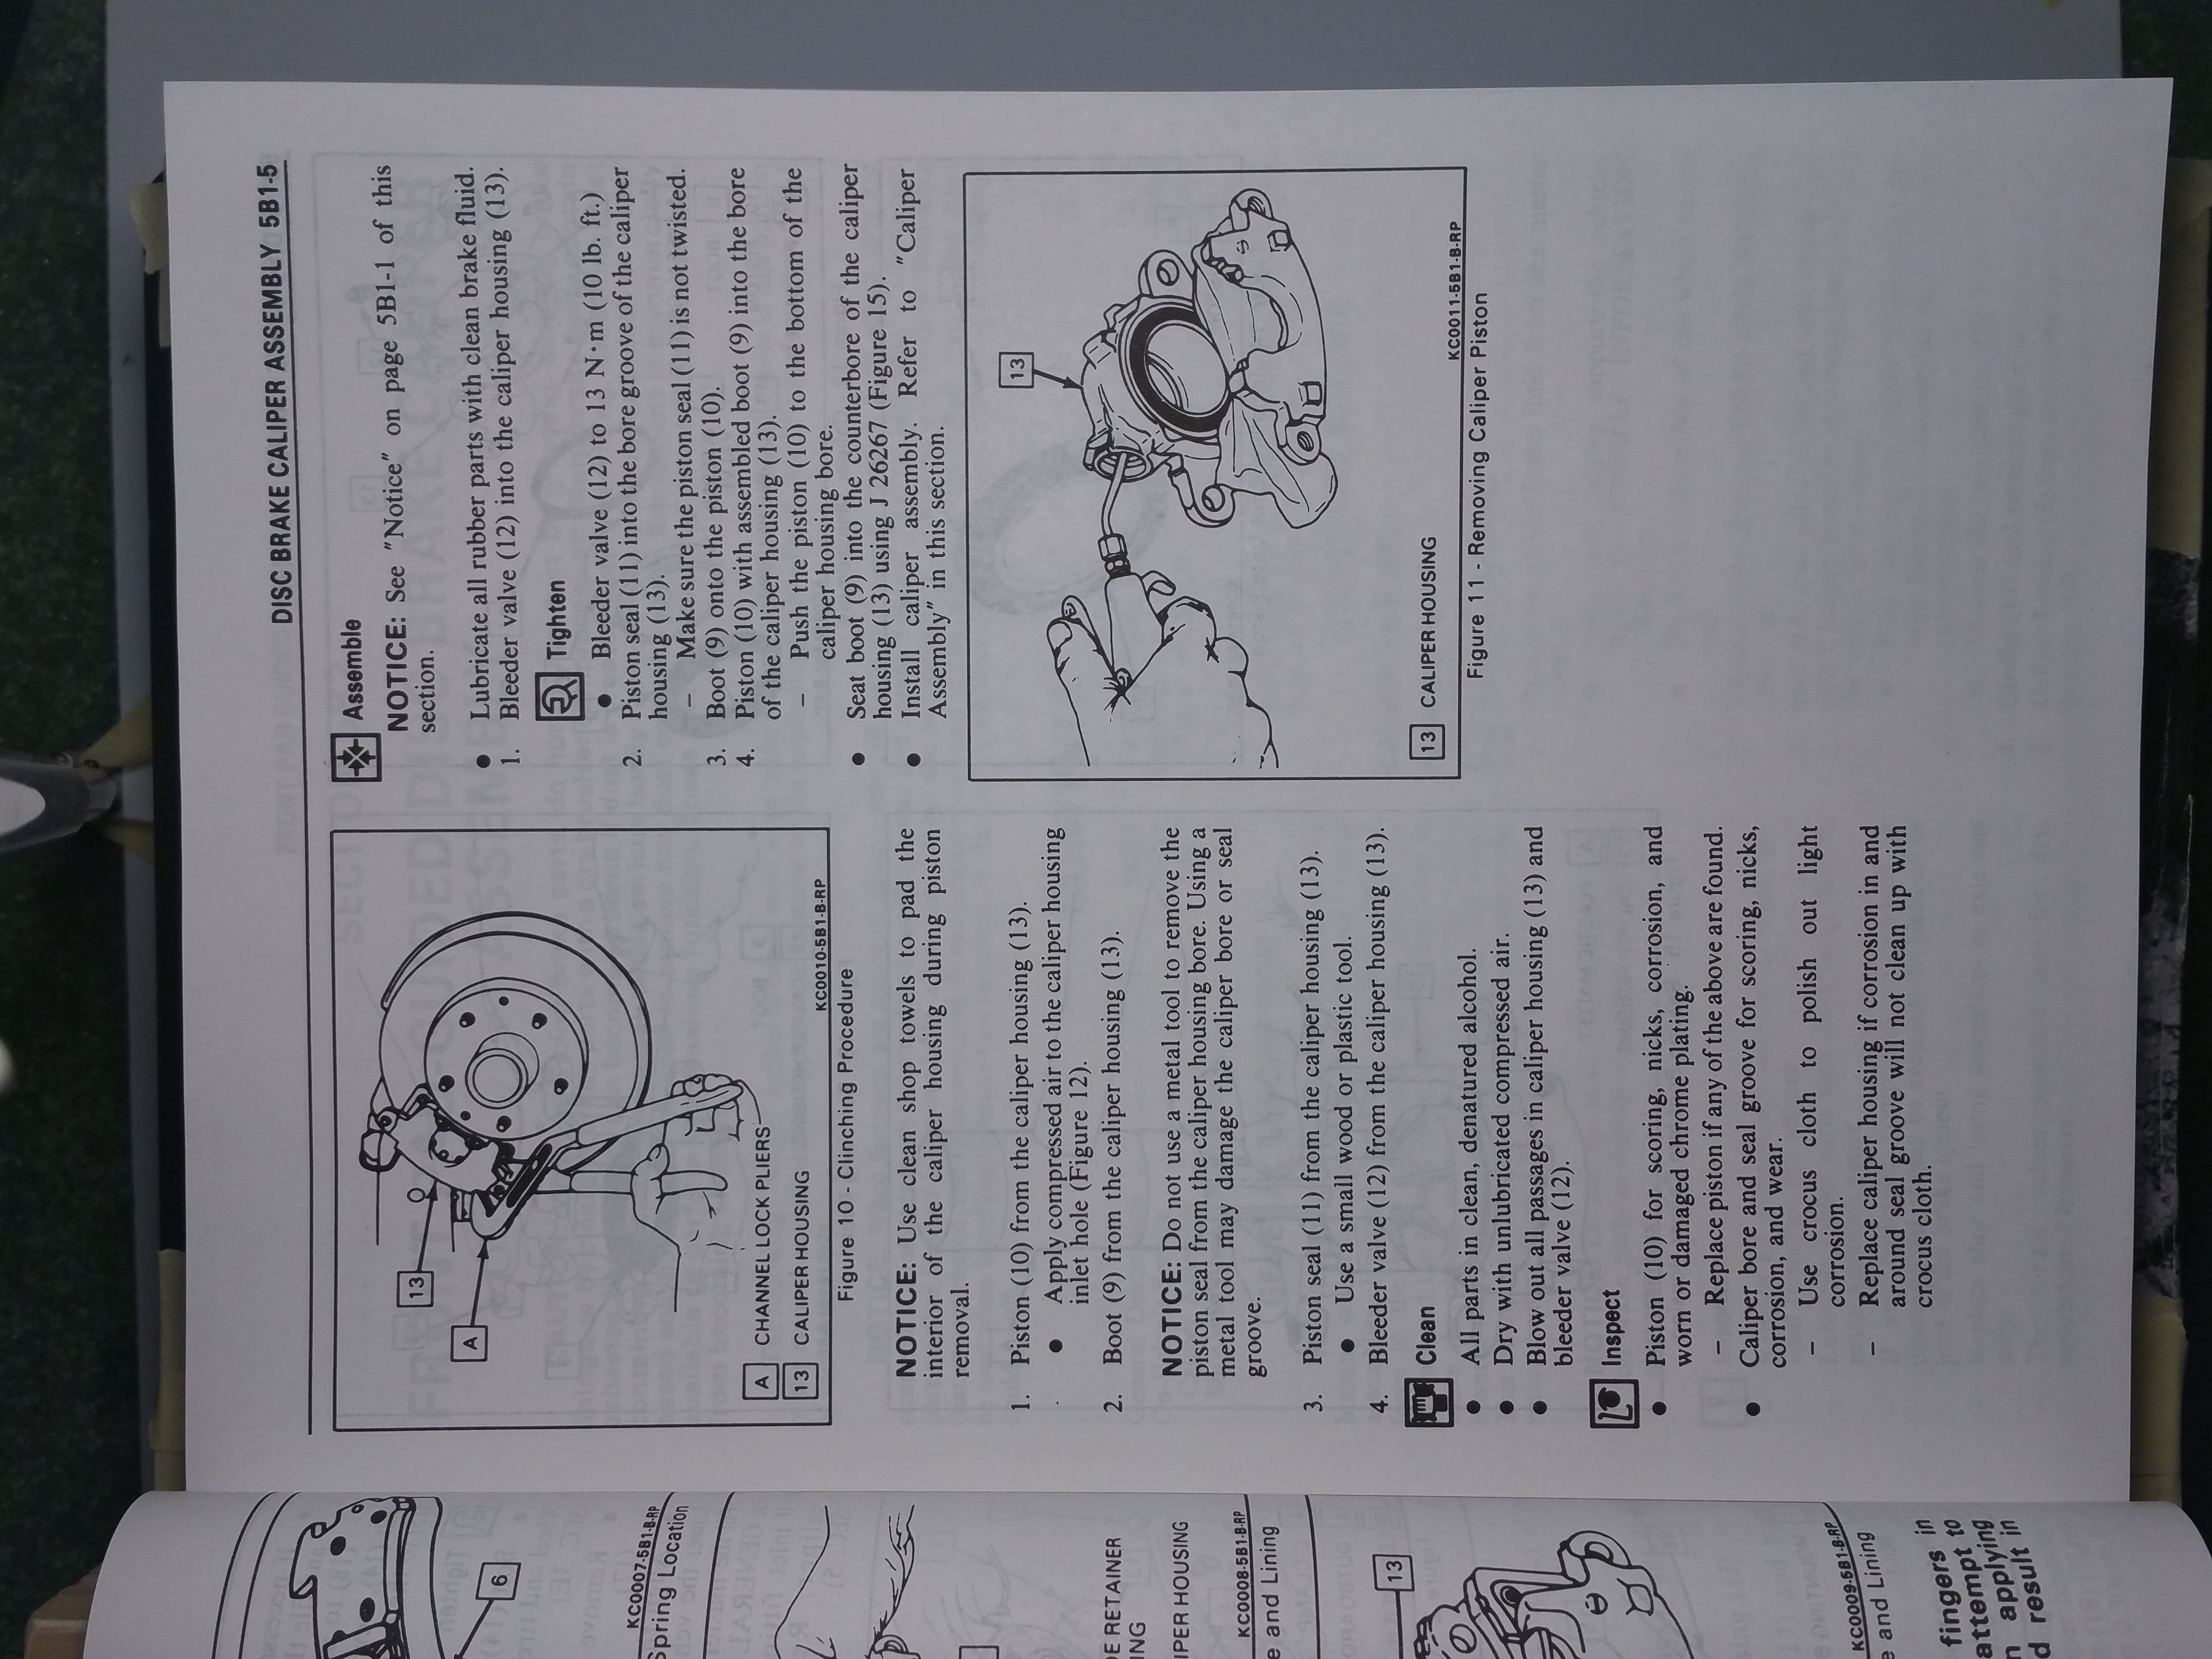 DISC BRAKE CALIPER ASSEMBLY 5B1-5
13
A
A CHANNEL LOCK PLIERS
13 CALIPER HOUSING
KC0010-5B1-B-RP
Figure 10 - Clinching Procedure
NOTICE: Use clean shop towels to pad the
interior of the caliper housing during piston
removal.
1. Piston (10) from the caliper housing (13).
● Apply compressed air to the caliper housing
inlet hole (Figure 12).
2. Boot (9) from the caliper housing (13).
NOTICE: Do not use a metal tool to remove the
piston seal from the caliper housing bore. Using a
metal tool may damage the caliper bore or seal
groove.
3. Piston seal (11) from the caliper housing (13).
● Use a small wood or plastic tool.
4. Bleeder valve (12) from the caliper housing (13).
Clean
● All parts in clean, denatured alcohol.
● Dry with unlubricated compressed air.
● Blow out all passages in caliper housing (13) and
bleeder valve (12).
Inspect
● Piston (10) for scoring, nicks, corrosion, and
worn or damaged chrome plating.
– Replace piston if any of the above are found.
● Caliper bore and seal groove for scoring, nicks,
corrosion, and wear.
– Use crocus cloth to polish out light
corrosion.
– Replace caliper housing if corrosion in and
around seal groove will not clean up with
crocus cloth.
Assemble
NOTICE: See "Notice" on page 5B1-1 of this
section.
● Lubricate all rubber parts with clean brake fluid.
1. Bleeder valve (12) into the caliper housing (13).
Tighten
● Bleeder valve (12) to 13 N·m (10 lb. ft.)
2. Piston seal (11) into the bore groove of the caliper
housing (13).
– Make sure the piston seal (11) is not twisted.
3. Boot (9) onto the piston (10).
4. Piston (10) with assembled boot (9) into the bore
of the caliper housing (13).
– Push the piston (10) to the bottom of the
caliper housing bore.
● Seat boot (9) into the counterbore of the caliper
housing (13) using J 26267 (Figure 15).
● Install caliper assembly. Refer to "Caliper
Assembly" in this section.
13
13 CALIPER HOUSING
KC0011-5B1-B-RP
Figure 11 - Removing Caliper Piston
6
KC0007-5B1-B-RP
Spring Location
RETAINER
HOUSING
KC0008-5B1-B-RP
and Lining
13
KC0009-5B1-B-RP
and Lining
fingers in
attempt to
applying
result in